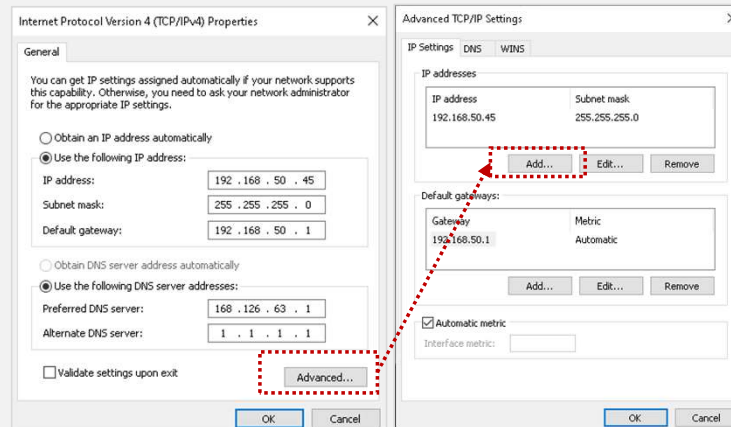 Internet Protocol Version 4 (TCP/IPv4) Properties
General
You can get IP settings assigned automatically if your network supports
this capability. Otherwise, you need to ask your network administrator
for the appropriate IP settings.
Obtain an IP address automatically
Use the following IP address:
IP address: 192 . 168 . 50 . 45
Subnet mask: 255 . 255 . 255 . 0
Default gateway: 192 . 168 . 50 . 1
Obtain DNS server address automatically
Use the following DNS server addresses:
Preferred DNS server: 168 . 126 . 63 . 1
Alternate DNS server: 1 . 1 . 1 . 1
Validate settings upon exit
Advanced...
OK Cancel
Advanced TCP/IP Settings
IP Settings DNS WINS
IP addresses
IP address Subnet mask
192.168.50.45 255.255.255.0
Add... Edit... Remove
Default gateways:
Gateway Metric
192.168.50.1 Automatic
Add... Edit... Remove
Automatic metric
Interface metric:
OK Cancel